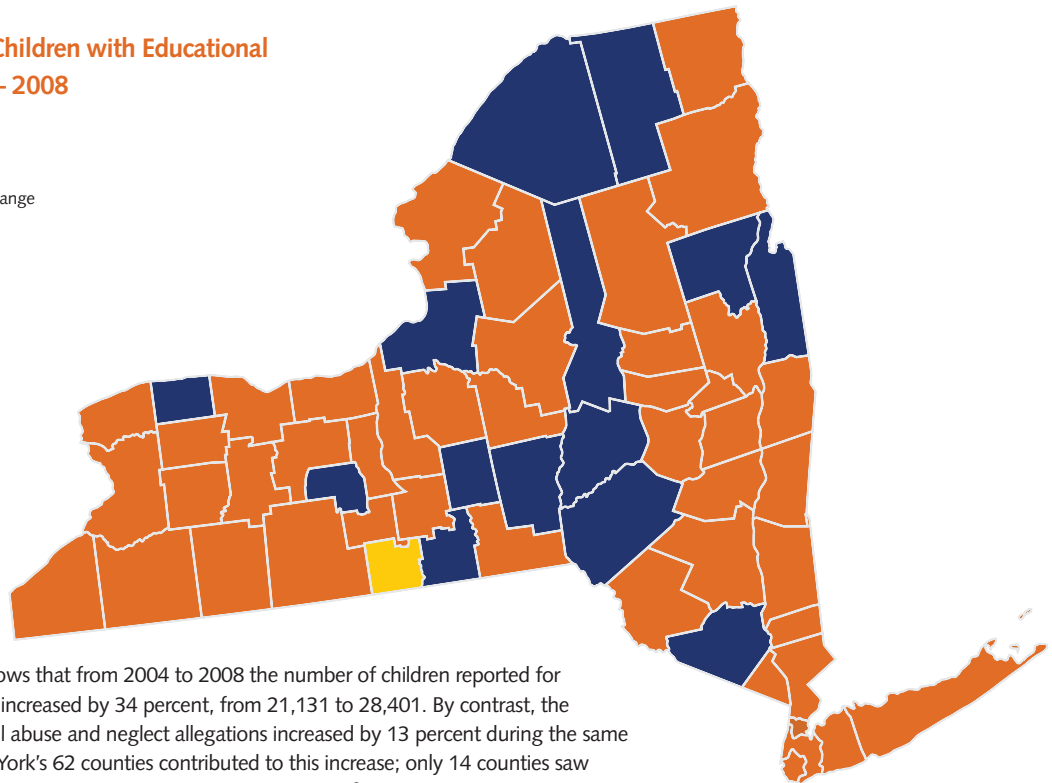 Children with Educational
– 2008
ange
ows that from 2004 to 2008 the number of children reported for
increased by 34 percent, from 21,131 to 28,401. By contrast, the
l abuse and neglect allegations increased by 13 percent during the same
York's 62 counties contributed to this increase; only 14 counties saw